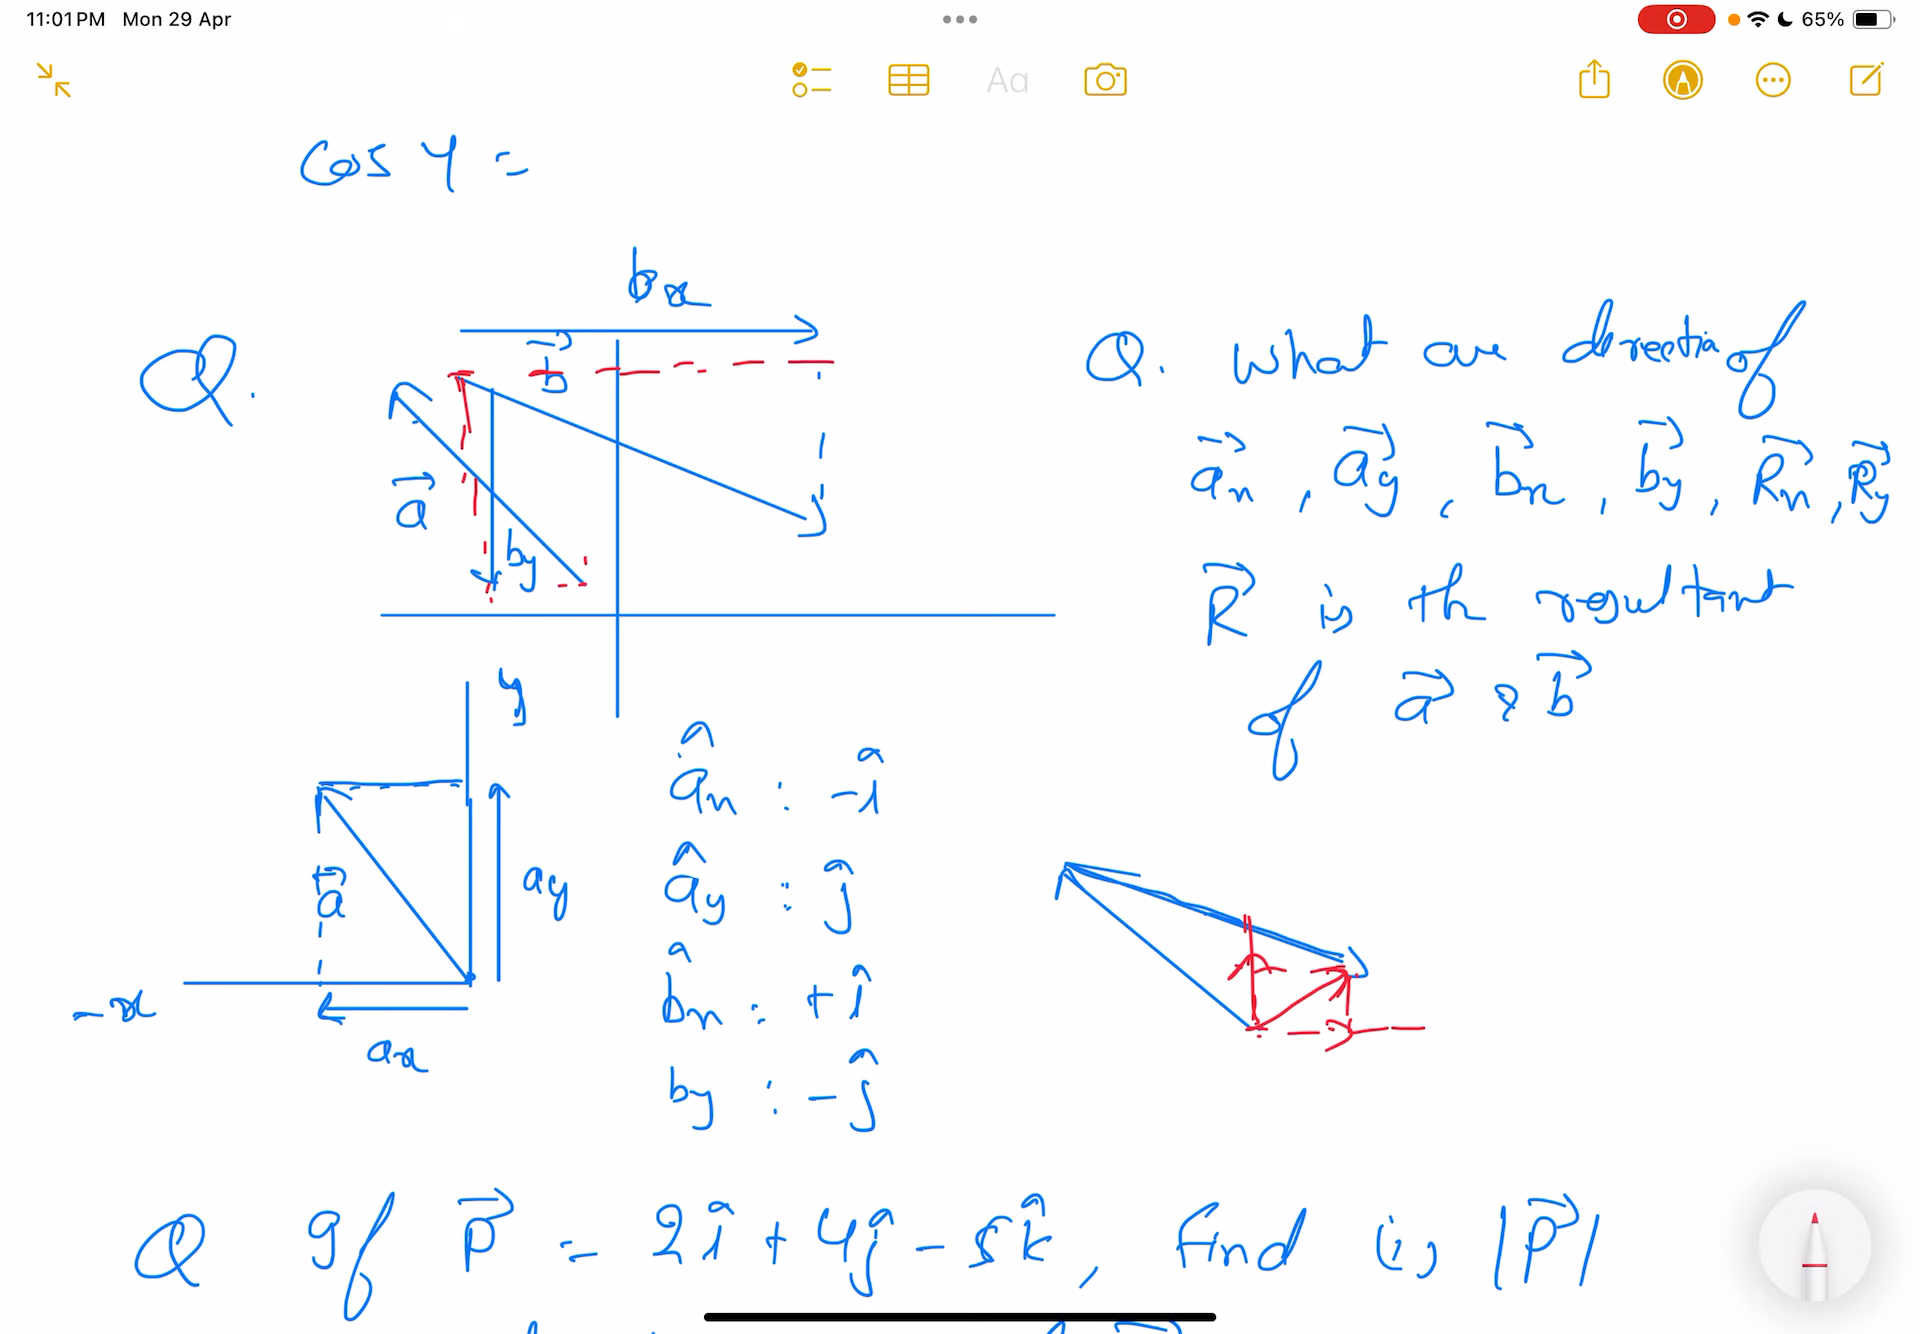 11:01 PM Mon 29 Apr
65%
Aa
Cos Y =
bx
Q.
b⃗
a⃗
by
Q. What are direction of
a⃗x, a⃗y, b⃗x, b⃗y, R⃗x, R⃗y
R⃗ is th resultant
of a⃗ & b⃗
y
a⃗
ay
-x
ax
âx : -î
ây : ĵ
b̂x : +î
by : -ĵ
Q If P⃗ = 2î + 4ĵ - 5k̂, find (i) |P⃗|